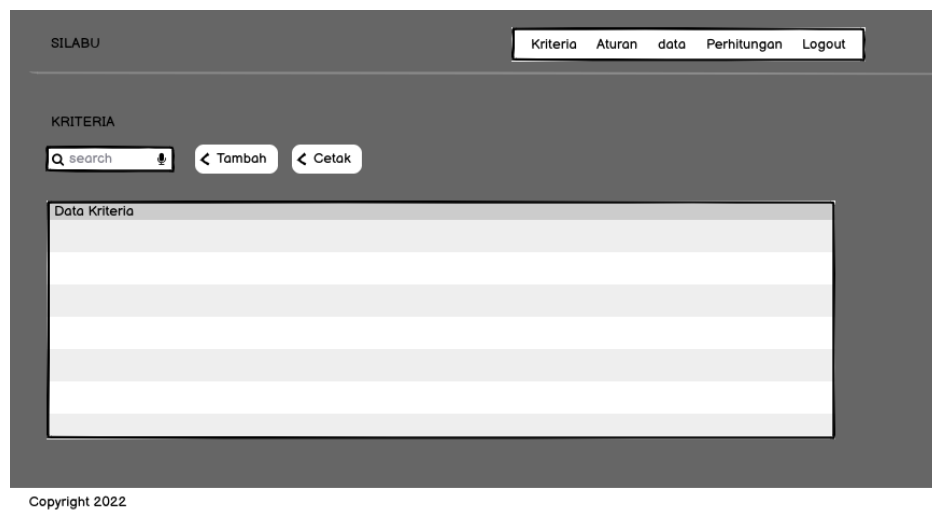 SILABU
Kriteria Aturan data Perhitungan Logout
KRITERIA
search Tambah Cetak
Data Kriteria
Copyright 2022